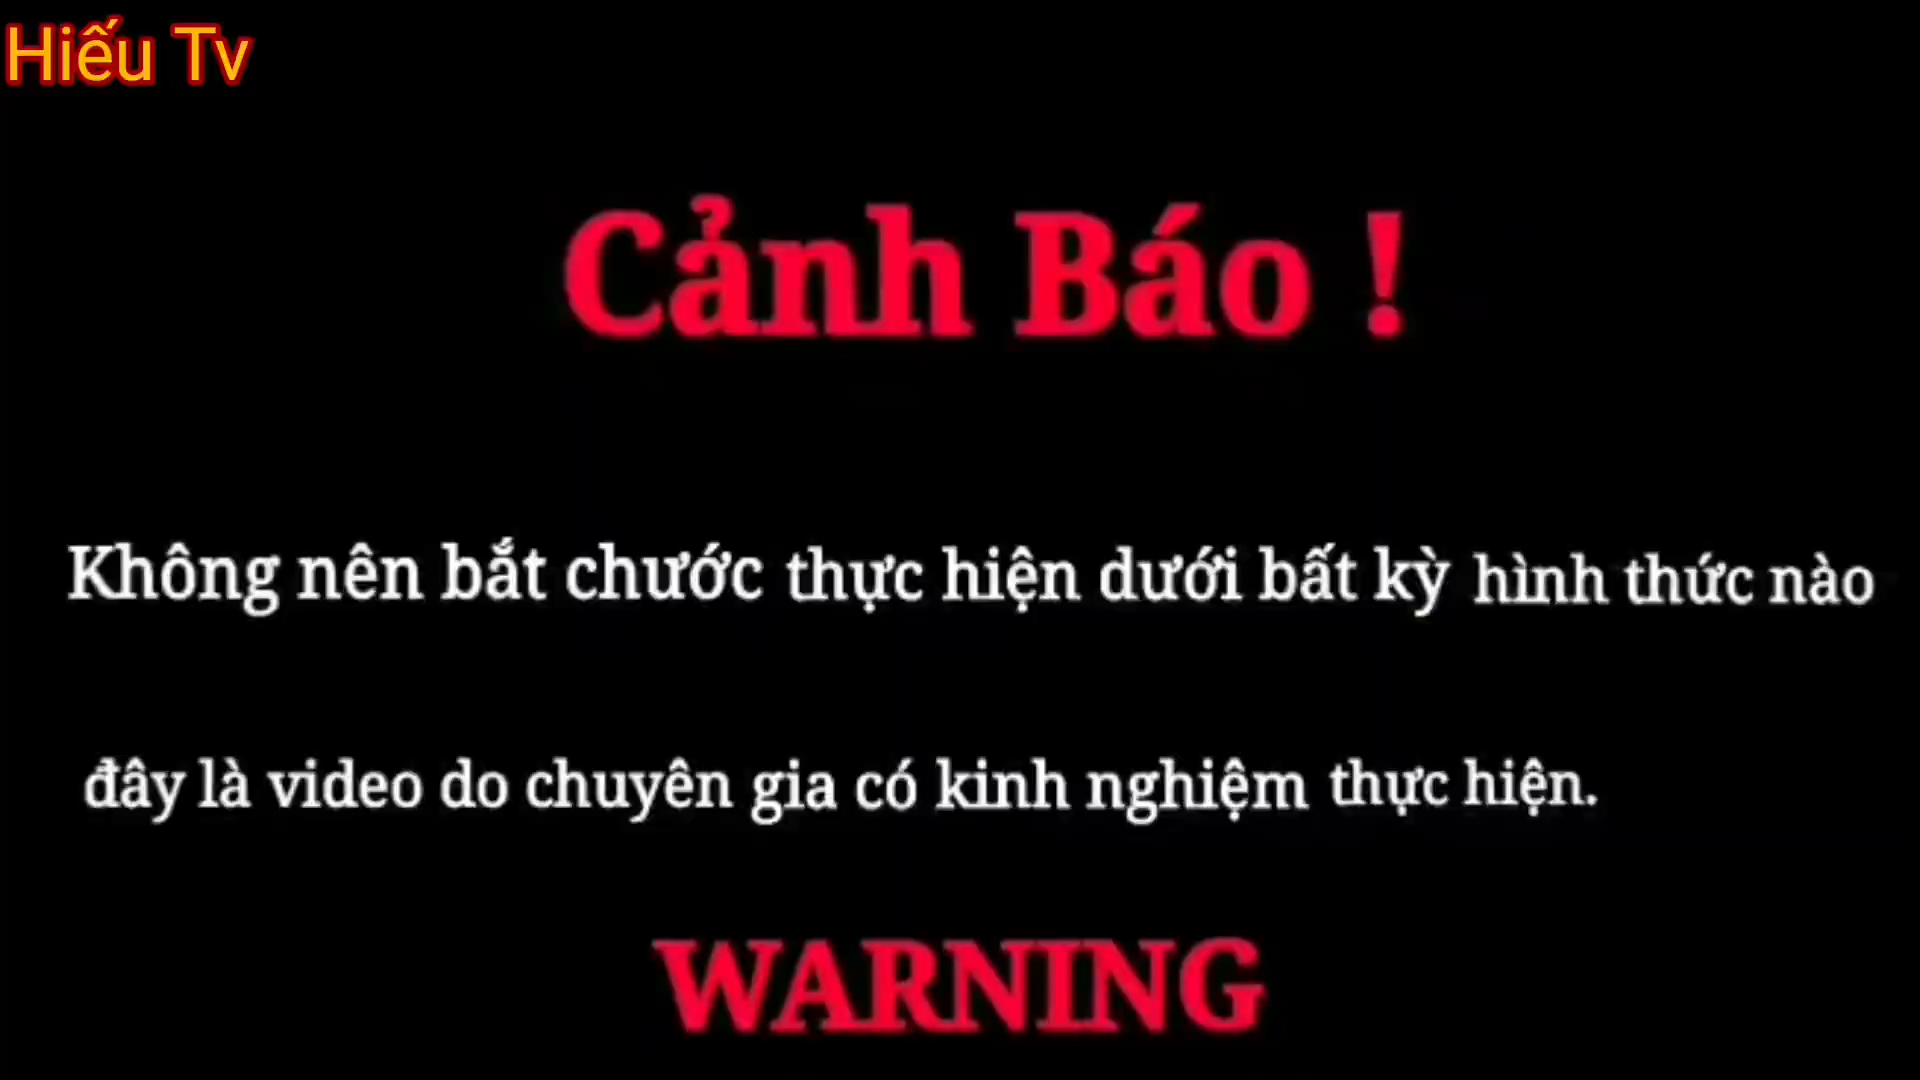 Hiếu Tv
Cảnh Báo !
Không nên bắt chước thực hiện dưới bất kỳ hình thức nào
đây là video do chuyên gia có kinh nghiệm thực hiện.
WARNING